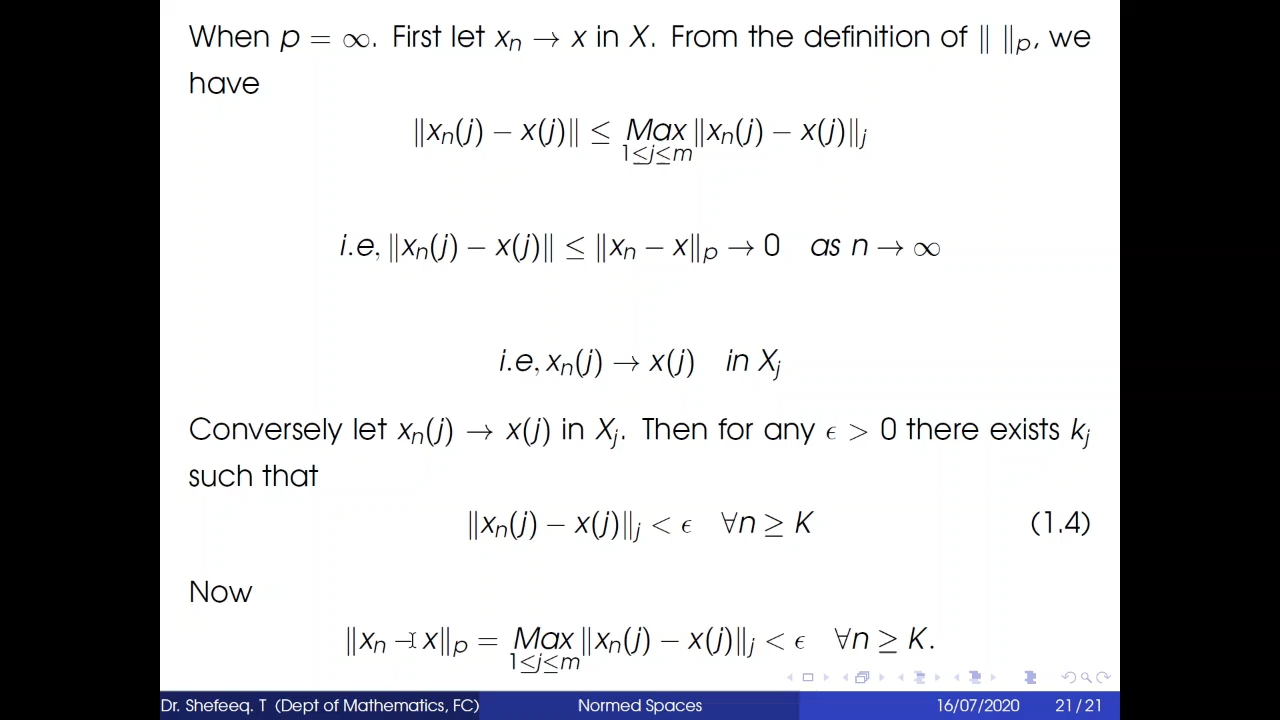 When p = ∞. First let xₙ → x in X. From the definition of ‖ ‖ₚ, we
have
‖xₙ(j) − x(j)‖ ≤ Max ‖xₙ(j) − x(j)‖ⱼ
1≤j≤m
i.e, ‖xₙ(j) − x(j)‖ ≤ ‖xₙ − x‖ₚ → 0 as n → ∞
i.e, xₙ(j) → x(j) in Xⱼ
Conversely let xₙ(j) → x(j) in Xⱼ. Then for any ϵ > 0 there exists kⱼ
such that
‖xₙ(j) − x(j)‖ⱼ < ϵ ∀n ≥ K (1.4)
Now
‖xₙ − x‖ₚ = Max ‖xₙ(j) − x(j)‖ⱼ < ϵ ∀n ≥ K.
1≤j≤m
Dr. Shefeeq. T (Dept of Mathematics, FC) Normed Spaces 16/07/2020 21 / 21